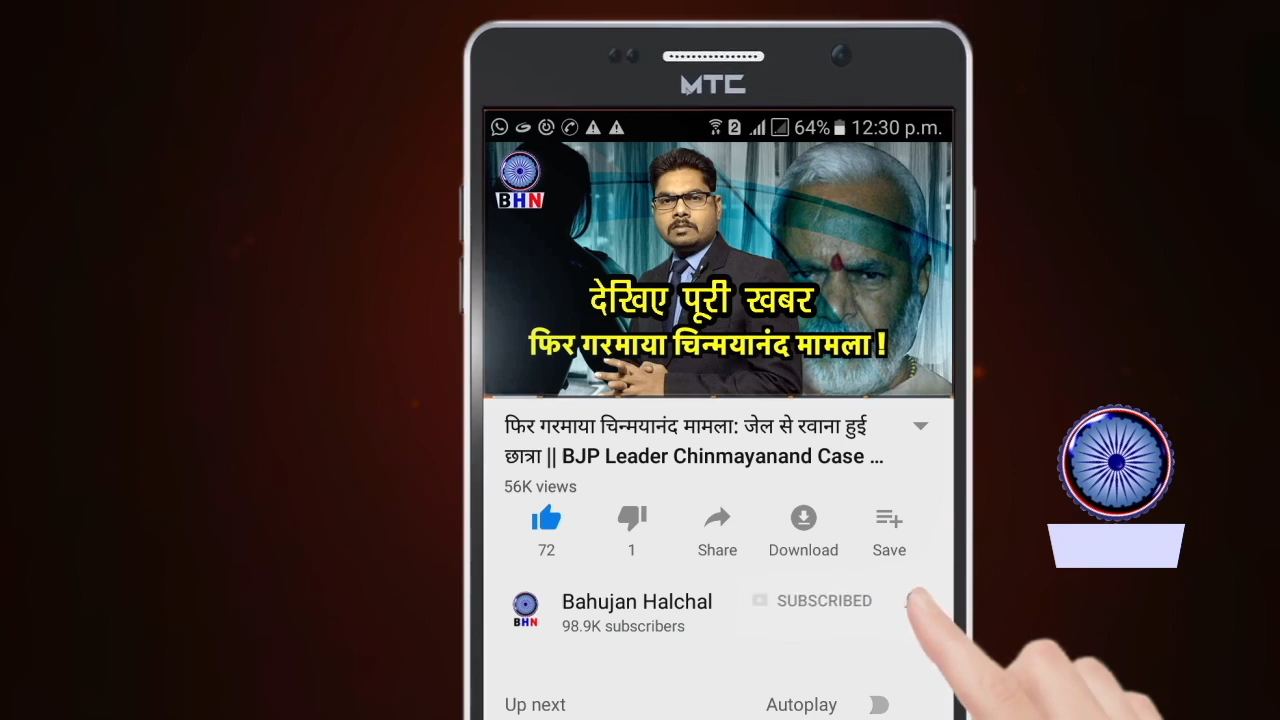 MTC
2 64% 12:30 p.m.
BHN
देखिए पूरी खबर
फिर गरमाया चिन्मयानंद मामला !
फिर गरमाया चिन्मयानंद मामला: जेल से रवाना हुई
छात्रा || BJP Leader Chinmayanand Case ...
56K views
72 1 Share Download Save
Bahujan Halchal SUBSCRIBED
98.9K subscribers
BHN
Up next Autoplay